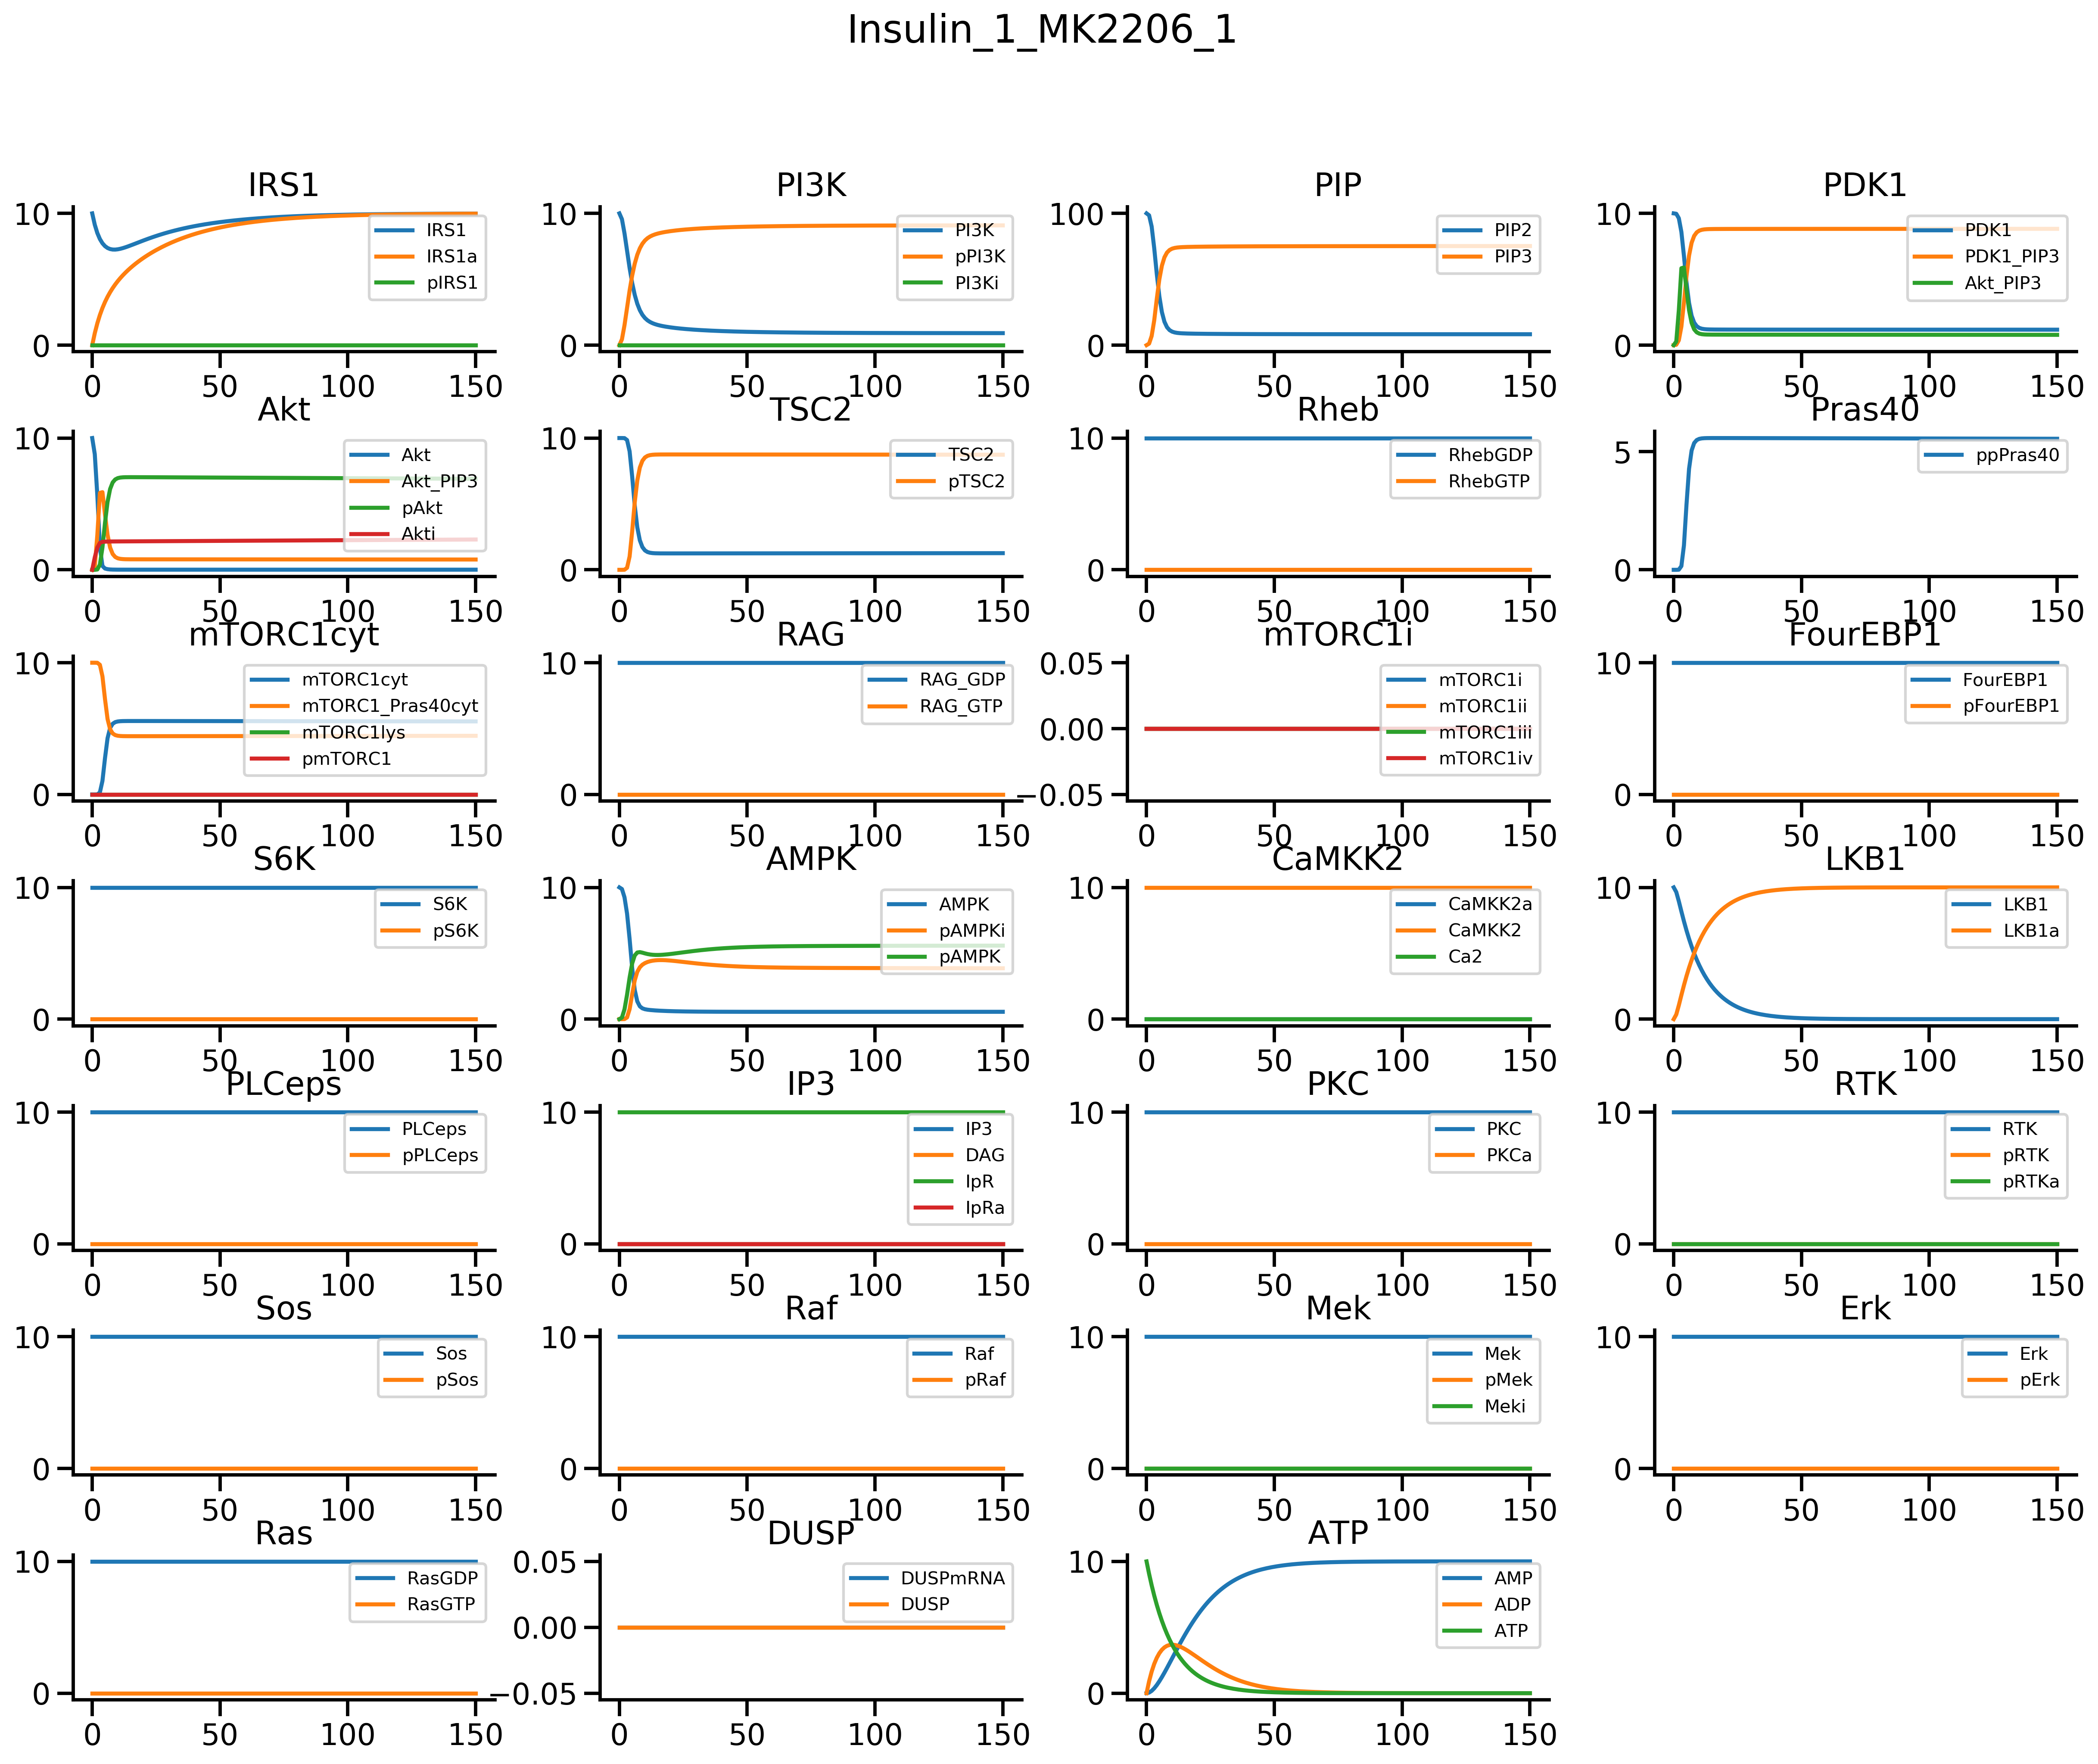 Insulin_1_MK2206_1
IRS1
10
0
0 50 100 150
IRS1
IRS1a
pIRS1
PI3K
10
0
0 50 100 150
PI3K
pPI3K
PI3Ki
PIP
100
0
0 50 100 150
PIP2
PIP3
PDK1
10
0
0 50 100 150
PDK1
PDK1_PIP3
Akt_PIP3
Akt
10
0
0 50 100 150
Akt
Akt_PIP3
pAkt
Akti
TSC2
10
0
0 50 100 150
TSC2
pTSC2
Rheb
10
0
0 50 100 150
RhebGDP
RhebGTP
Pras40
5
0
0 50 100 150
ppPras40
mTORC1cyt
10
0
0 50 100 150
mTORC1cyt
mTORC1_Pras40cyt
mTORC1lys
pmTORC1
RAG
10
0
0 50 100 150
RAG_GDP
RAG_GTP
mTORC1i
0.05
0.00
−0.05
0 50 100 150
mTORC1i
mTORC1ii
mTORC1iii
mTORC1iv
FourEBP1
10
0
0 50 100 150
FourEBP1
pFourEBP1
S6K
10
0
0 50 100 150
S6K
pS6K
AMPK
10
0
0 50 100 150
AMPK
pAMPKi
pAMPK
CaMKK2
10
0
0 50 100 150
CaMKK2a
CaMKK2
Ca2
LKB1
10
0
0 50 100 150
LKB1
LKB1a
PLCeps
10
0
0 50 100 150
PLCeps
pPLCeps
IP3
10
0
0 50 100 150
IP3
DAG
IpR
IpRa
PKC
10
0
0 50 100 150
PKC
PKCa
RTK
10
0
0 50 100 150
RTK
pRTK
pRTKa
Sos
10
0
0 50 100 150
Sos
pSos
Raf
10
0
0 50 100 150
Raf
pRaf
Mek
10
0
0 50 100 150
Mek
pMek
Meki
Erk
10
0
0 50 100 150
Erk
pErk
Ras
10
0
0 50 100 150
RasGDP
RasGTP
DUSP
0.05
0.00
−0.05
0 50 100 150
DUSPmRNA
DUSP
ATP
10
0
0 50 100 150
AMP
ADP
ATP